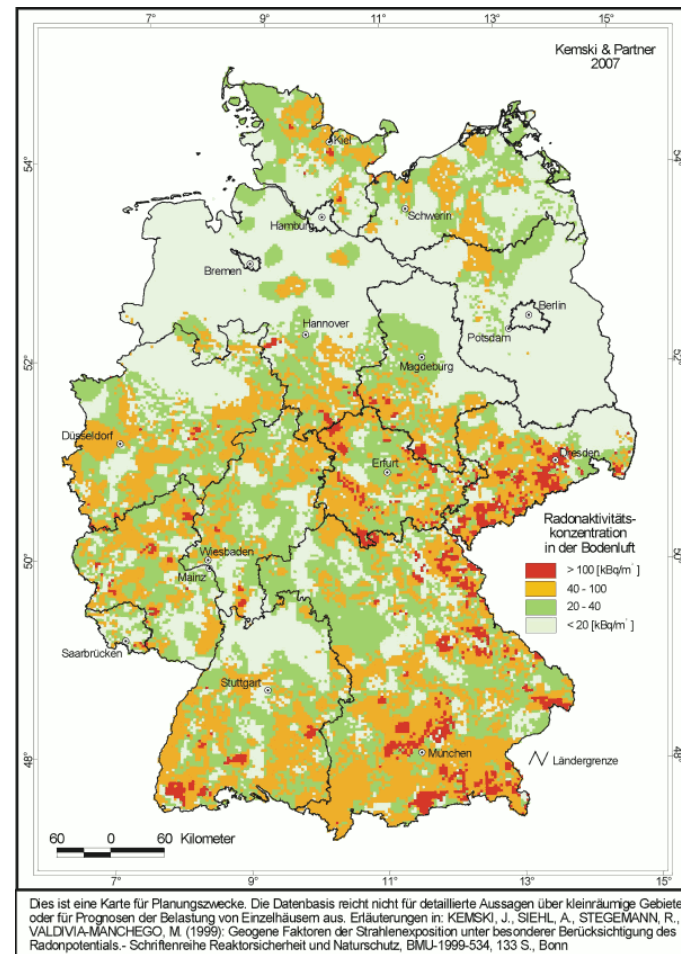 7° 9° 11° 13° 15°
Kemski & Partner
2007
54°
Kiel
Schwerin
Hamburg
Bremen
Berlin
Hannover
Potsdam
52°
Magdeburg
Düsseldorf
Dresden
Erfurt
Radonaktivitäts-
konzentration
in der Bodenluft
50°
Wiesbaden
Mainz
> 100 [kBq/m³]
40 - 100
20 - 40
< 20 [kBq/m³]
Saarbrücken
Stuttgart
48°
München
Ländergrenze
60 0 60 Kilometer
7° 9° 11° 13° 15°
Dies ist eine Karte für Planungszwecke. Die Datenbasis reicht nicht für detaillierte Aussagen über kleinräumige Gebiete
oder für Prognosen der Belastung von Einzelhäusern aus. Erläuterungen in: KEMSKI, J., SIEHL, A., STEGEMANN, R.,
VALDIVIA-MANCHEGO, M. (1999): Geogene Faktoren der Strahlenexposition unter besonderer Berücksichtigung des
Radonpotentials.- Schriftenreihe Reaktorsicherheit und Naturschutz, BMU-1999-534, 133 S., Bonn